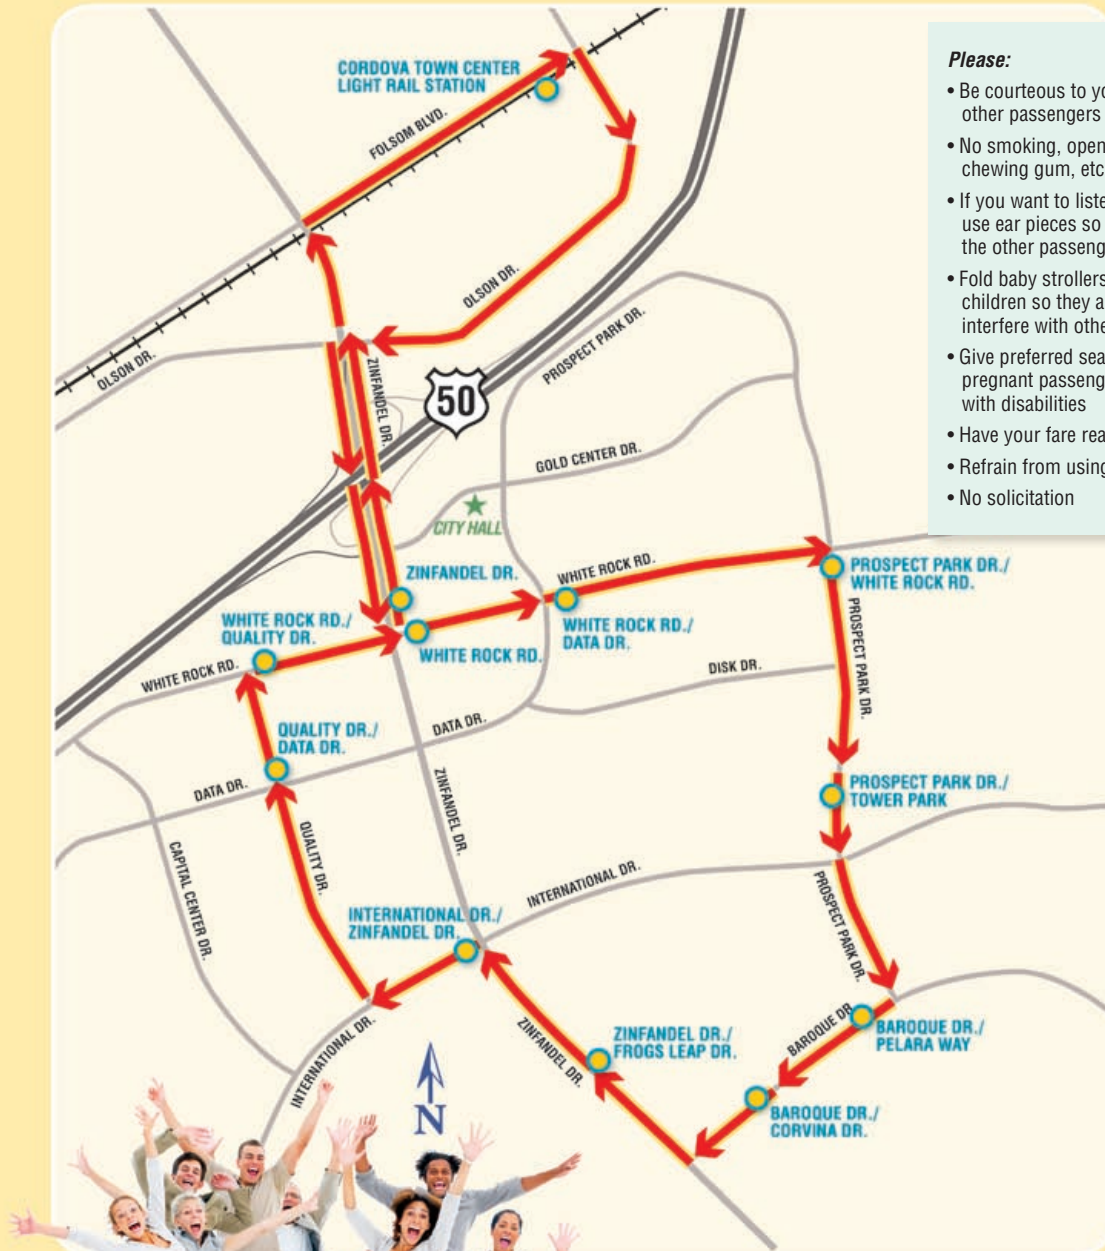 CORDOVA TOWN CENTER
LIGHT RAIL STATION
FOLSOM BLVD.
OLSON DR.
OLSON DR.
ZINFANDEL DR.
50
PROSPECT PARK DR.
GOLD CENTER DR.
CITY HALL
ZINFANDEL DR.
WHITE ROCK RD.
WHITE ROCK RD./
QUALITY DR.
WHITE ROCK RD./
DATA DR.
WHITE ROCK RD.
PROSPECT PARK DR./
WHITE ROCK RD.
WHITE ROCK RD.
PROSPECT PARK DR.
DISK DR.
QUALITY DR./
DATA DR.
DATA DR.
DATA DR.
ZINFANDEL DR.
PROSPECT PARK DR./
TOWER PARK
QUALITY DR.
CAPITAL CENTER DR.
INTERNATIONAL DR.
PROSPECT PARK DR.
INTERNATIONAL DR./
ZINFANDEL DR.
INTERNATIONAL DR.
ZINFANDEL DR.
ZINFANDEL DR./
FROGS LEAP DR.
BAROQUE DR.
BAROQUE DR./
PELARA WAY
BAROQUE DR./
CORVINA DR.
N
Please:
• Be courteous to yo
other passengers
• No smoking, open
chewing gum, etc
• If you want to liste
use ear pieces so
the other passeng
• Fold baby strollers
children so they a
interfere with othe
• Give preferred sea
pregnant passeng
with disabilities
• Have your fare rea
• Refrain from using
• No solicitation